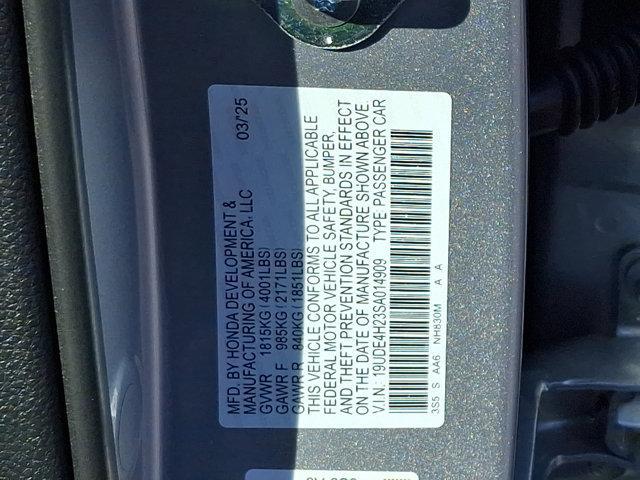 MFD. BY HONDA DEVELOPMENT &
MANUFACTURING OF AMERICA, LLC 03/25
GVWR 1815KG(4001LBS)
GAWR F 985KG(2171LBS)
GAWR R 840KG(1851LBS)
THIS VEHICLE CONFORMS TO ALL APPLICABLE
FEDERAL MOTOR VEHICLE SAFETY, BUMPER,
AND THEFT PREVENTION STANDARDS IN EFFECT
ON THE DATE OF MANUFACTURE SHOWN ABOVE.
V.I.N.: 19UDE4H23SA014909 TYPE PASSENGER CAR
3S5 S AA6 NH830M A A